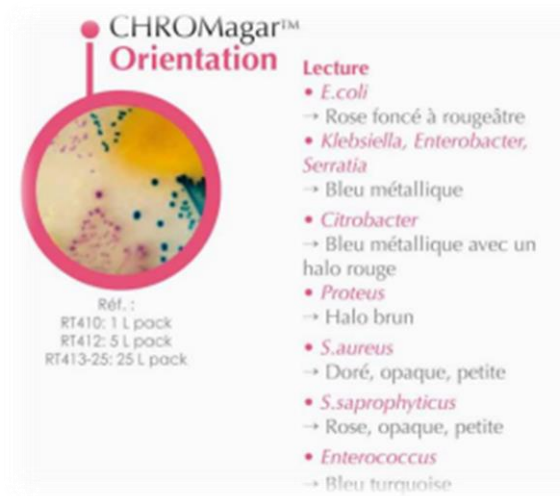 CHROMagar™
Orientation
Réf. :
RT410: 1 L pack
RT412: 5 L pack
RT413-25: 25 L pack
Lecture
• E.coli
→ Rose foncé à rougeâtre
• Klebsiella, Enterobacter,
Serratia
→ Bleu métallique
• Citrobacter
→ Bleu métallique avec un
halo rouge
• Proteus
→ Halo brun
• S.aureus
→ Doré, opaque, petite
• S.saprophyticus
→ Rose, opaque, petite
• Enterococcus
→ Bleu turquoise